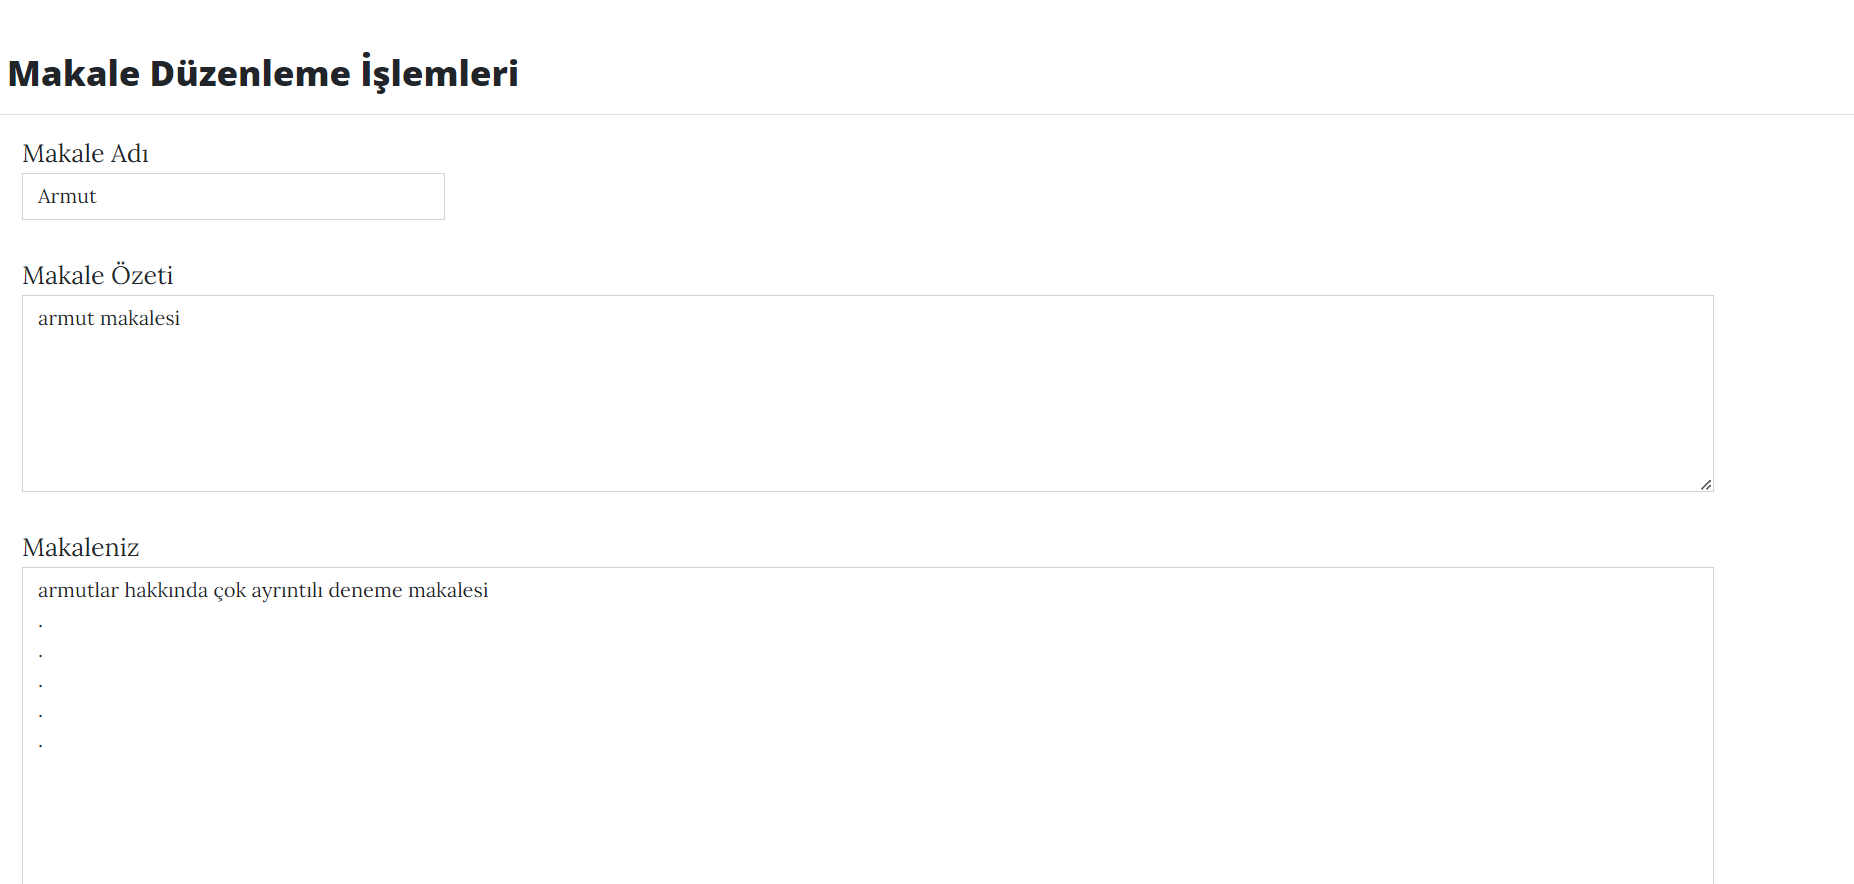 Makale Düzenleme İşlemleri
Makale Adı
Armut
Makale Özeti
armut makalesi
Makaleniz
armutlar hakkında çok ayrıntılı deneme makalesi
.
.
.
.
.